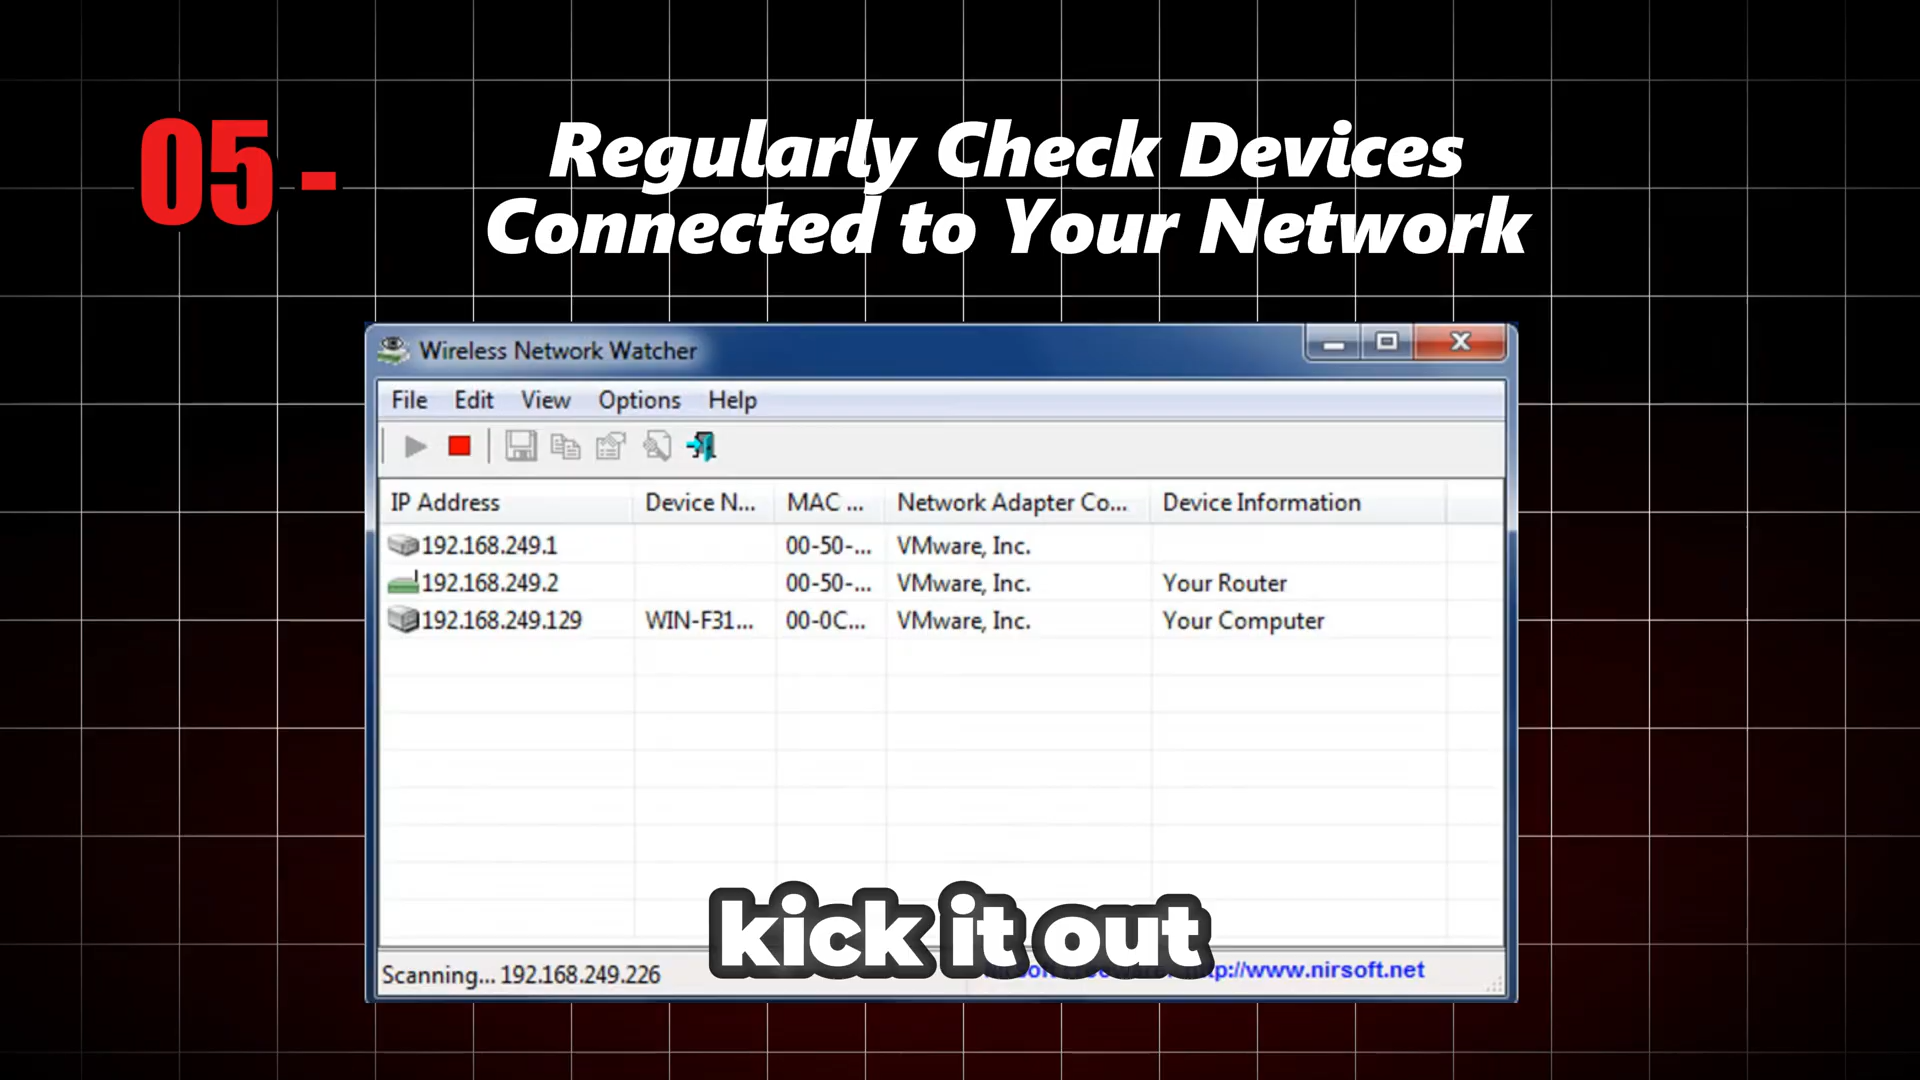 05 -
Regularly Check Devices
Connected to Your Network
Wireless Network Watcher
File Edit View Options Help
IP Address Device N... MAC ... Network Adapter Co... Device Information
192.168.249.1 00-50-... VMware, Inc.
192.168.249.2 00-50-... VMware, Inc. Your Router
192.168.249.129 WIN-F31... 00-0C... VMware, Inc. Your Computer
kick it out
Scanning... 192.168.249.226 http://www.nirsoft.net